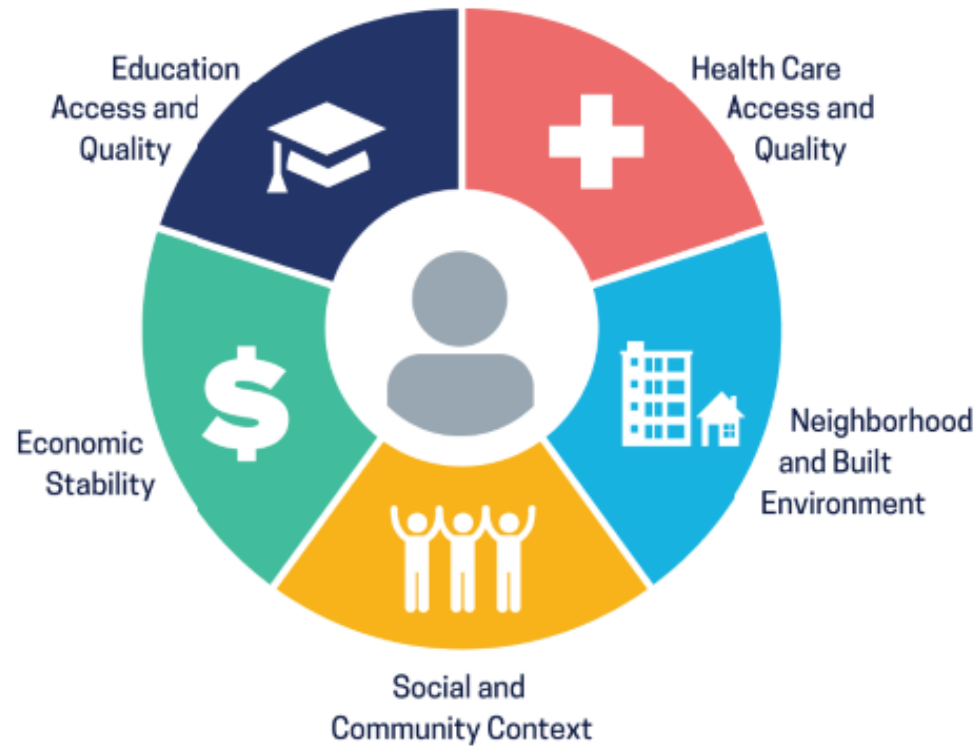 Education
Access and
Quality
Health Care
Access and
Quality
Economic
Stability
Neighborhood
and Built
Environment
Social and
Community Context